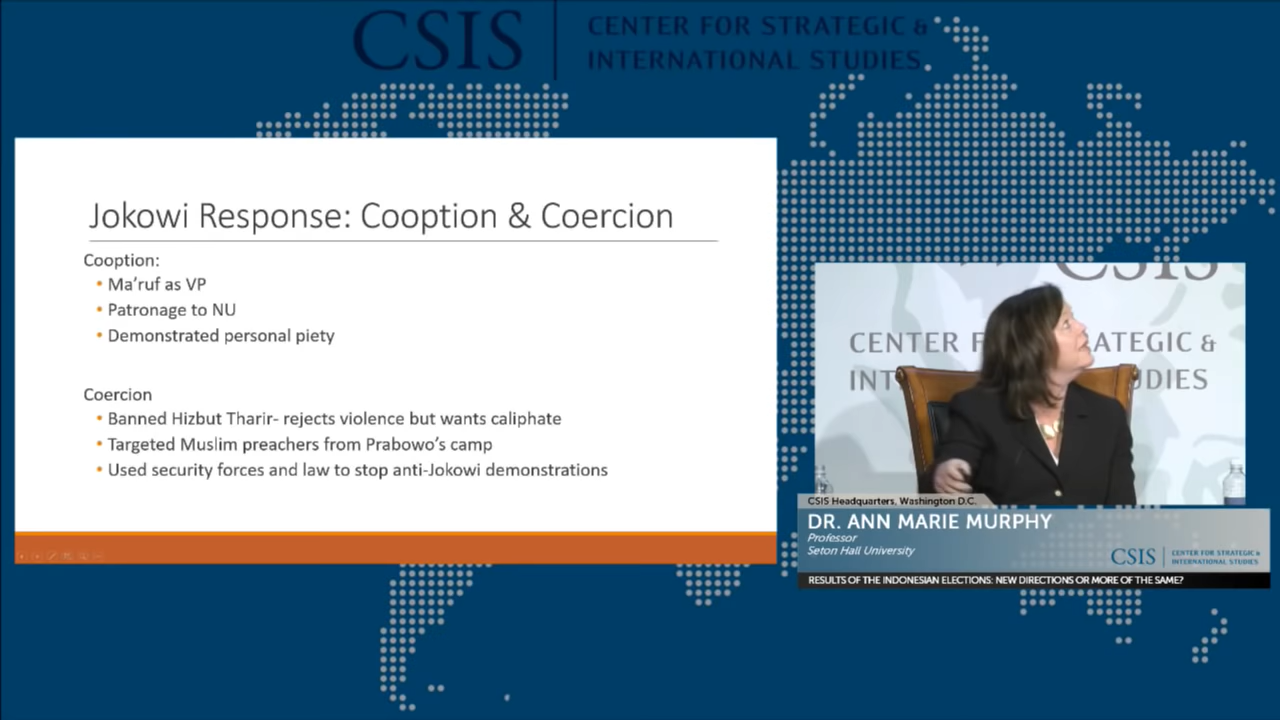 CSIS
CENTER FOR STRATEGIC &
INTERNATIONAL STUDIES
Jokowi Response: Cooption & Coercion
Cooption:
• Ma'ruf as VP
• Patronage to NU
• Demonstrated personal piety
Coercion
• Banned Hizbut Tharir- rejects violence but wants caliphate
• Targeted Muslim preachers from Prabowo's camp
• Used security forces and law to stop anti-Jokowi demonstrations
CSIS
CENTER F ATEGIC &
INT UDIES
CSIS Headquarters, Washington D.C.
DR. ANN MARIE MURPHY
Professor
Seton Hall University
CSIS
CENTER FOR STRATEGIC &
INTERNATIONAL STUDIES
RESULTS OF THE INDONESIAN ELECTIONS: NEW DIRECTIONS OR MORE OF THE SAME?